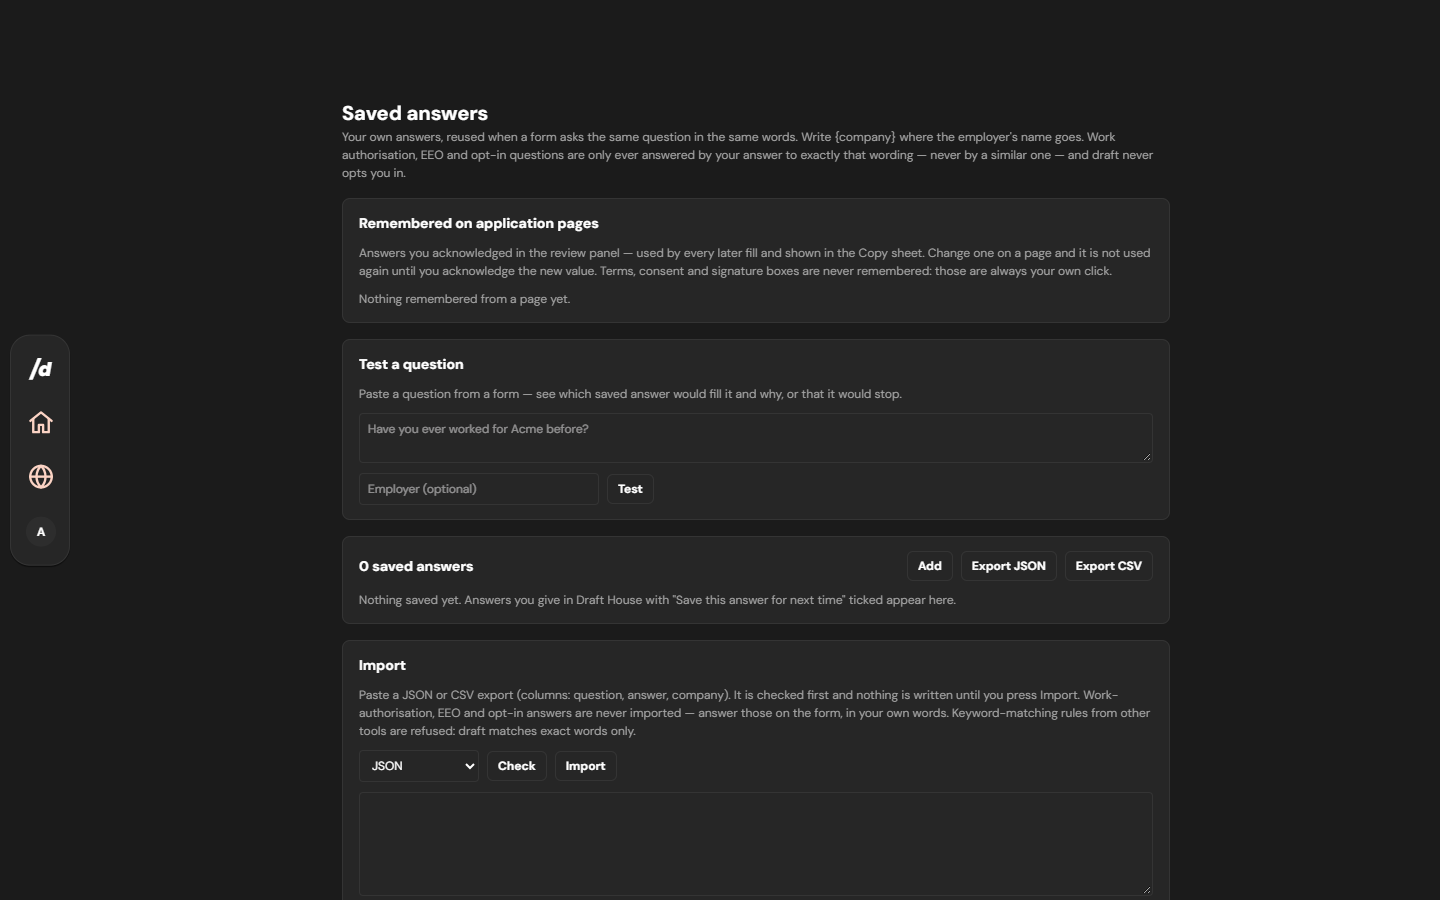 Saved answers
Your own answers, reused when a form asks the same question in the same words. Write {company} where the employer's name goes. Work
authorisation, EEO and opt-in questions are only ever answered by your answer to exactly that wording — never by a similar one — and draft never
opts you in.
Remembered on application pages
Answers you acknowledged in the review panel — used by every later fill and shown in the Copy sheet. Change one on a page and it is not used
again until you acknowledge the new value. Terms, consent and signature boxes are never remembered: those are always your own click.
Nothing remembered from a page yet.
/d
Test a question
Paste a question from a form — see which saved answer would fill it and why, or that it would stop.
Have you ever worked for Acme before?
Employer (optional)
Test
A
0 saved answers
Add
Export JSON
Export CSV
Nothing saved yet. Answers you give in Draft House with "Save this answer for next time" ticked appear here.
Import
Paste a JSON or CSV export (columns: question, answer, company). It is checked first and nothing is written until you press Import. Work-
authorisation, EEO and opt-in answers are never imported — answer those on the form, in your own words. Keyword-matching rules from other
tools are refused: draft matches exact words only.
JSON
Check
Import